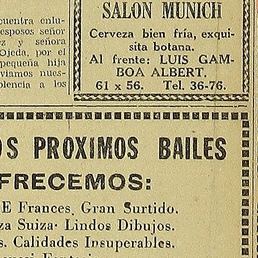 cuentra enlu-
esposos señor
ez y señora
Ojeda, por el
pequeña hija
viamos nues-
olencia a los
SALON MUNICH
Cerveza bien fría, exqui-
sita botana.
Al frente: LUIS GAM-
BOA ALBERT.
61 x 56. Tel. 36-76.
OS PROXIMOS BAILES
FRECEMOS:
E Frances, Gran Surtido.
za Suiza: Lindos Dibujos.
s. Calidades Insuperables.